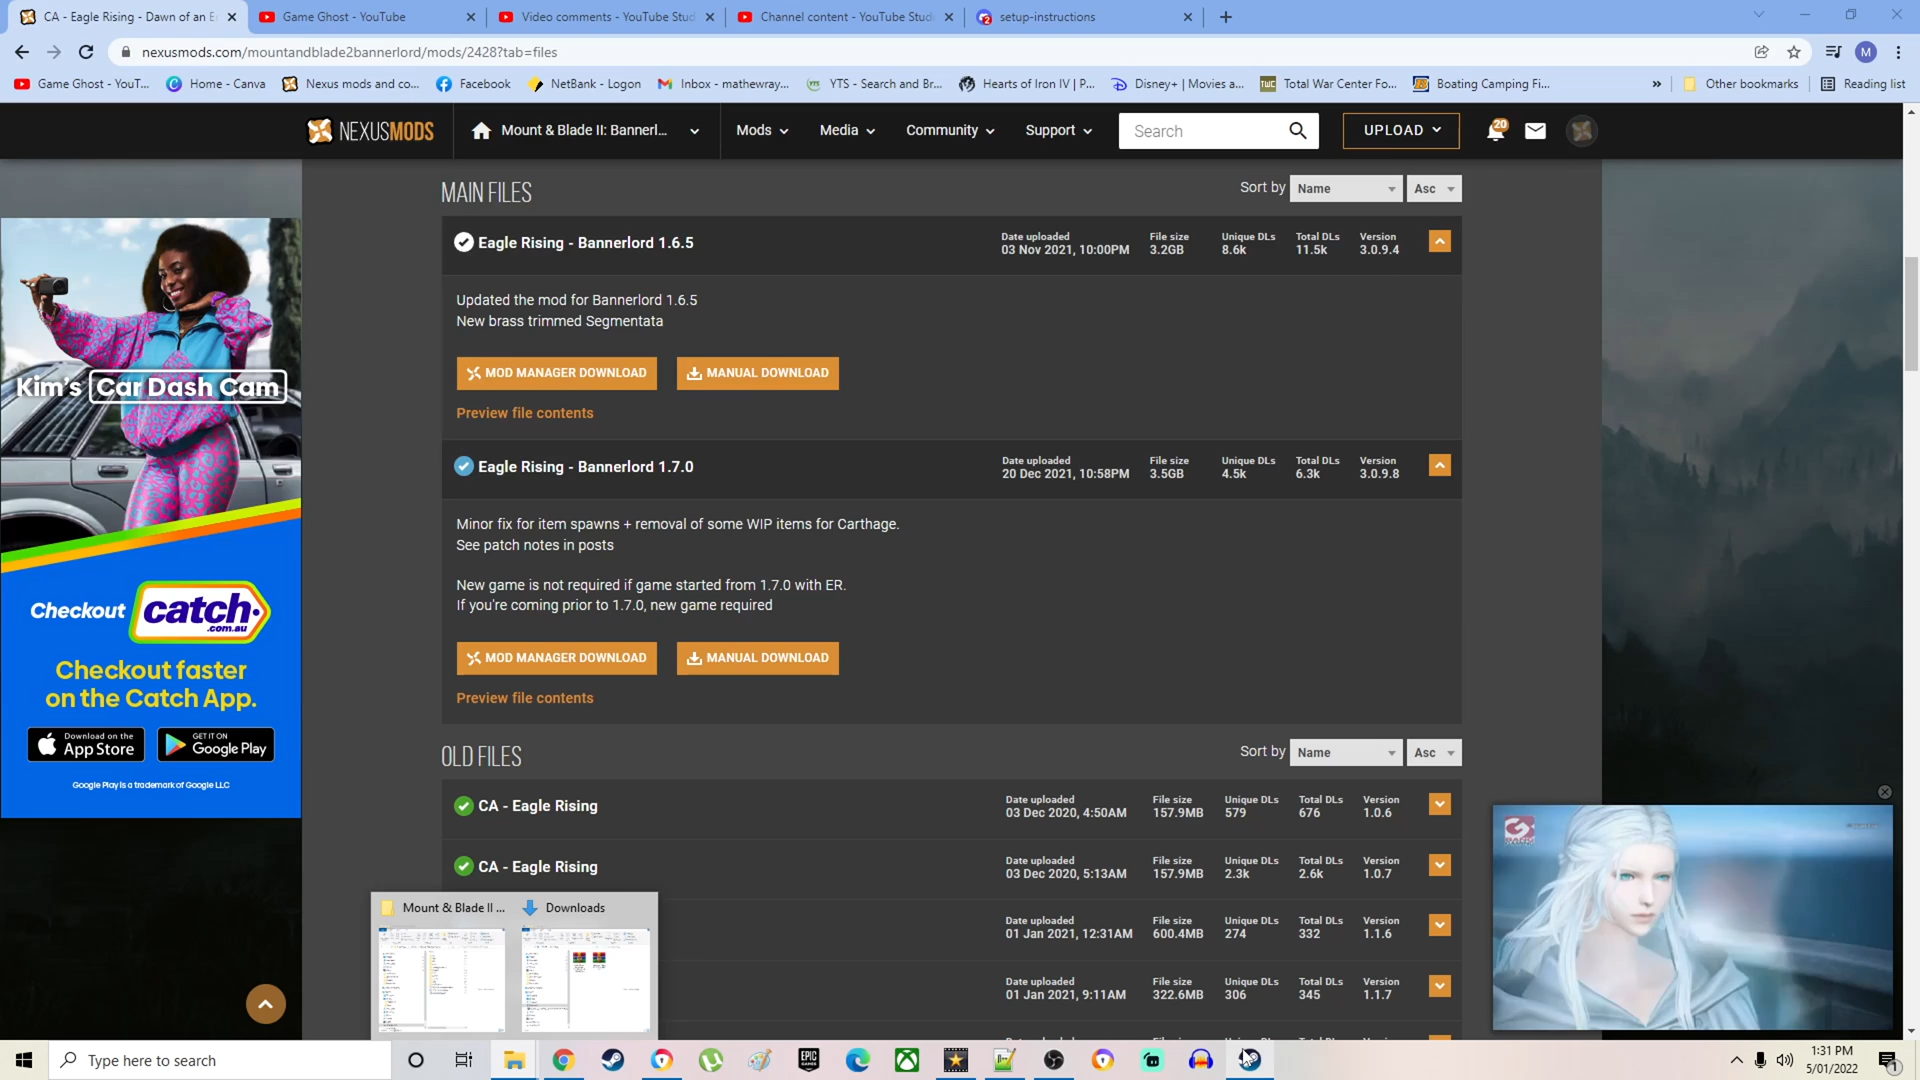 CA - Eagle Rising - Dawn of an E
Game Ghost - YouTube
Video comments - YouTube Stud
Channel content - YouTube Studi
2
setup-instructions
nexusmods.com/mountandblade2bannerlord/mods/2428?tab=files
M
Game Ghost - YouT...
Home - Canva
Nexus mods and co...
Facebook
NetBank - Logon
Inbox - mathewray...
YTS - Search and Br...
Hearts of Iron IV | P...
Disney+ | Movies a...
TWC
Total War Center Fo...
Boating Camping Fi...
»
Other bookmarks
Reading list
NEXUSMODS
Mount & Blade II: Bannerl...
Mods
Media
Community
Support
Search
UPLOAD
20
MAIN FILES
Sort by
Name
Asc
Eagle Rising - Bannerlord 1.6.5
Date uploaded
03 Nov 2021, 10:00PM
File size
3.2GB
Unique DLs
8.6k
Total DLs
11.5k
Version
3.0.9.4
Updated the mod for Bannerlord 1.6.5
New brass trimmed Segmentata
MOD MANAGER DOWNLOAD
MANUAL DOWNLOAD
Preview file contents
Eagle Rising - Bannerlord 1.7.0
Date uploaded
20 Dec 2021, 10:58PM
File size
3.5GB
Unique DLs
4.5k
Total DLs
6.3k
Version
3.0.9.8
Minor fix for item spawns + removal of some WIP items for Carthage.
See patch notes in posts
New game is not required if game started from 1.7.0 with ER.
If you're coming prior to 1.7.0, new game required
MOD MANAGER DOWNLOAD
MANUAL DOWNLOAD
Preview file contents
OLD FILES
Sort by
Name
Asc
CA - Eagle Rising
Date uploaded
03 Dec 2020, 4:50AM
File size
157.9MB
Unique DLs
579
Total DLs
676
Version
1.0.6
CA - Eagle Rising
Date uploaded
03 Dec 2020, 5:13AM
File size
157.9MB
Unique DLs
2.3k
Total DLs
2.6k
Version
1.0.7
Date uploaded
01 Jan 2021, 12:31AM
File size
600.4MB
Unique DLs
274
Total DLs
332
Version
1.1.6
Date uploaded
01 Jan 2021, 9:11AM
File size
322.6MB
Unique DLs
306
Total DLs
345
Version
1.1.7
Kim's Car Dash Cam
Checkout catch.com.au
Checkout faster
on the Catch App.
Download on the
App Store
GET IT ON
Google Play
Google Play is a trademark of Google LLC
Mount & Blade II ...
Downloads
Type here to search
EPIC
GAMES
1:31 PM
5/01/2022
1